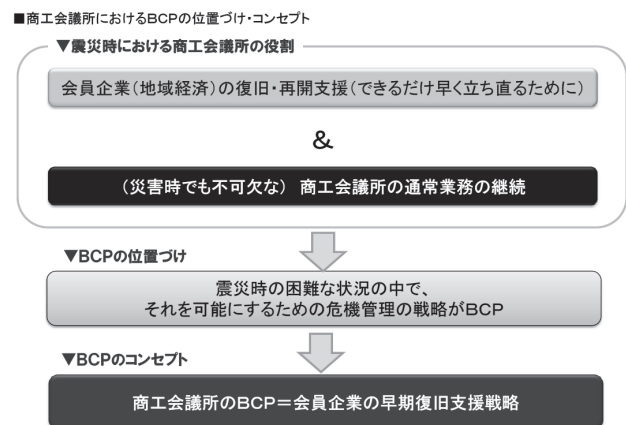 ■商工会議所におけるBCPの位置づけ・コンセプト
▼震災時における商工会議所の役割
会員企業(地域経済)の復旧・再開支援(できるだけ早く立ち直るために)
&
(災害時でも不可欠な) 商工会議所の通常業務の継続
▼BCPの位置づけ
震災時の困難な状況の中で、
それを可能にするための危機管理の戦略がBCP
▼BCPのコンセプト
商工会議所のBCP=会員企業の早期復旧支援戦略